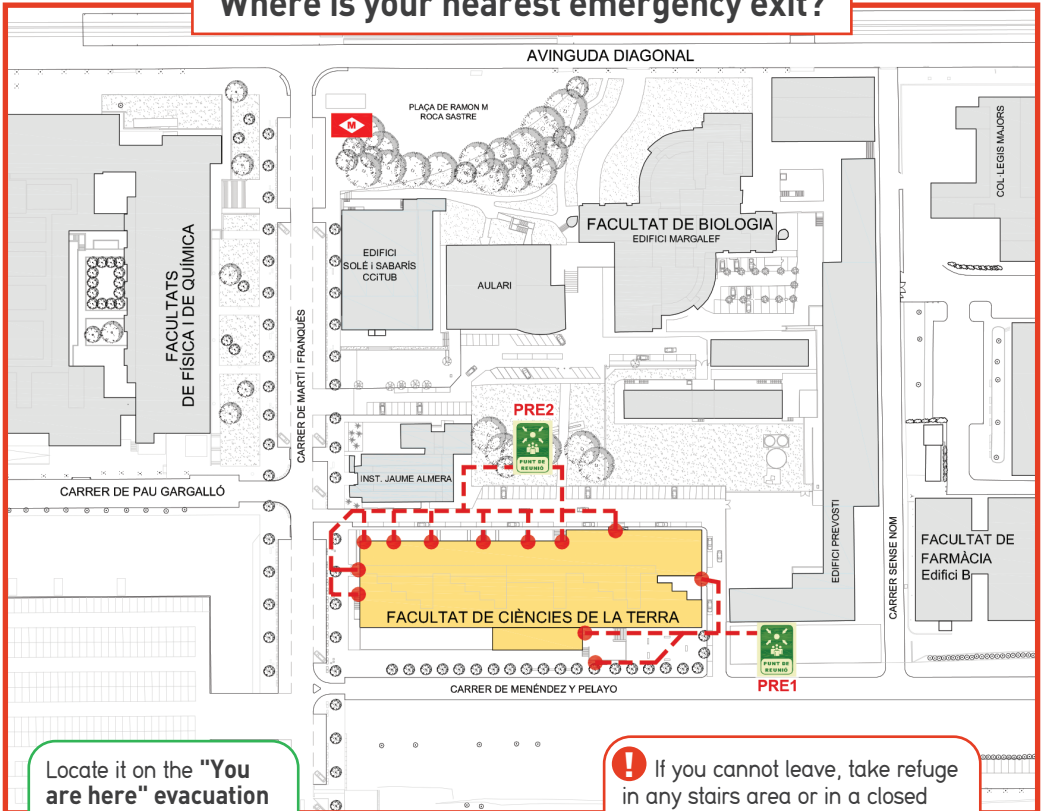 Where is your nearest emergency exit?
AVINGUDA DIAGONAL
PLAÇA DE RAMON M
ROCA SASTRE
M
COL·LEGIS MAJORS
FACULTAT DE BIOLOGIA
EDIFICI MARGALEF
EDIFICI
SOLÉ i SABARÍS
CCITUB
AULARI
FACULTATS
DE FÍSICA I DE QUÍMICA
CARRER DE MARTÍ I FRANQUÈS
PRE2
PUNT DE
REUNIÓ
INST. JAUME ALMERA
CARRER DE PAU GARGALLÓ
EDIFICI PREVOSTI
CARRER SENSE NOM
FACULTAT DE
FARMÀCIA
Edifici B
FACULTAT DE CIÈNCIES DE LA TERRA
PUNT DE
REUNIÓ
PRE1
CARRER DE MENÉNDEZ Y PELAYO
Locate it on the "You
are here" evacuation
! If you cannot leave, take refuge
in any stairs area or in a closed